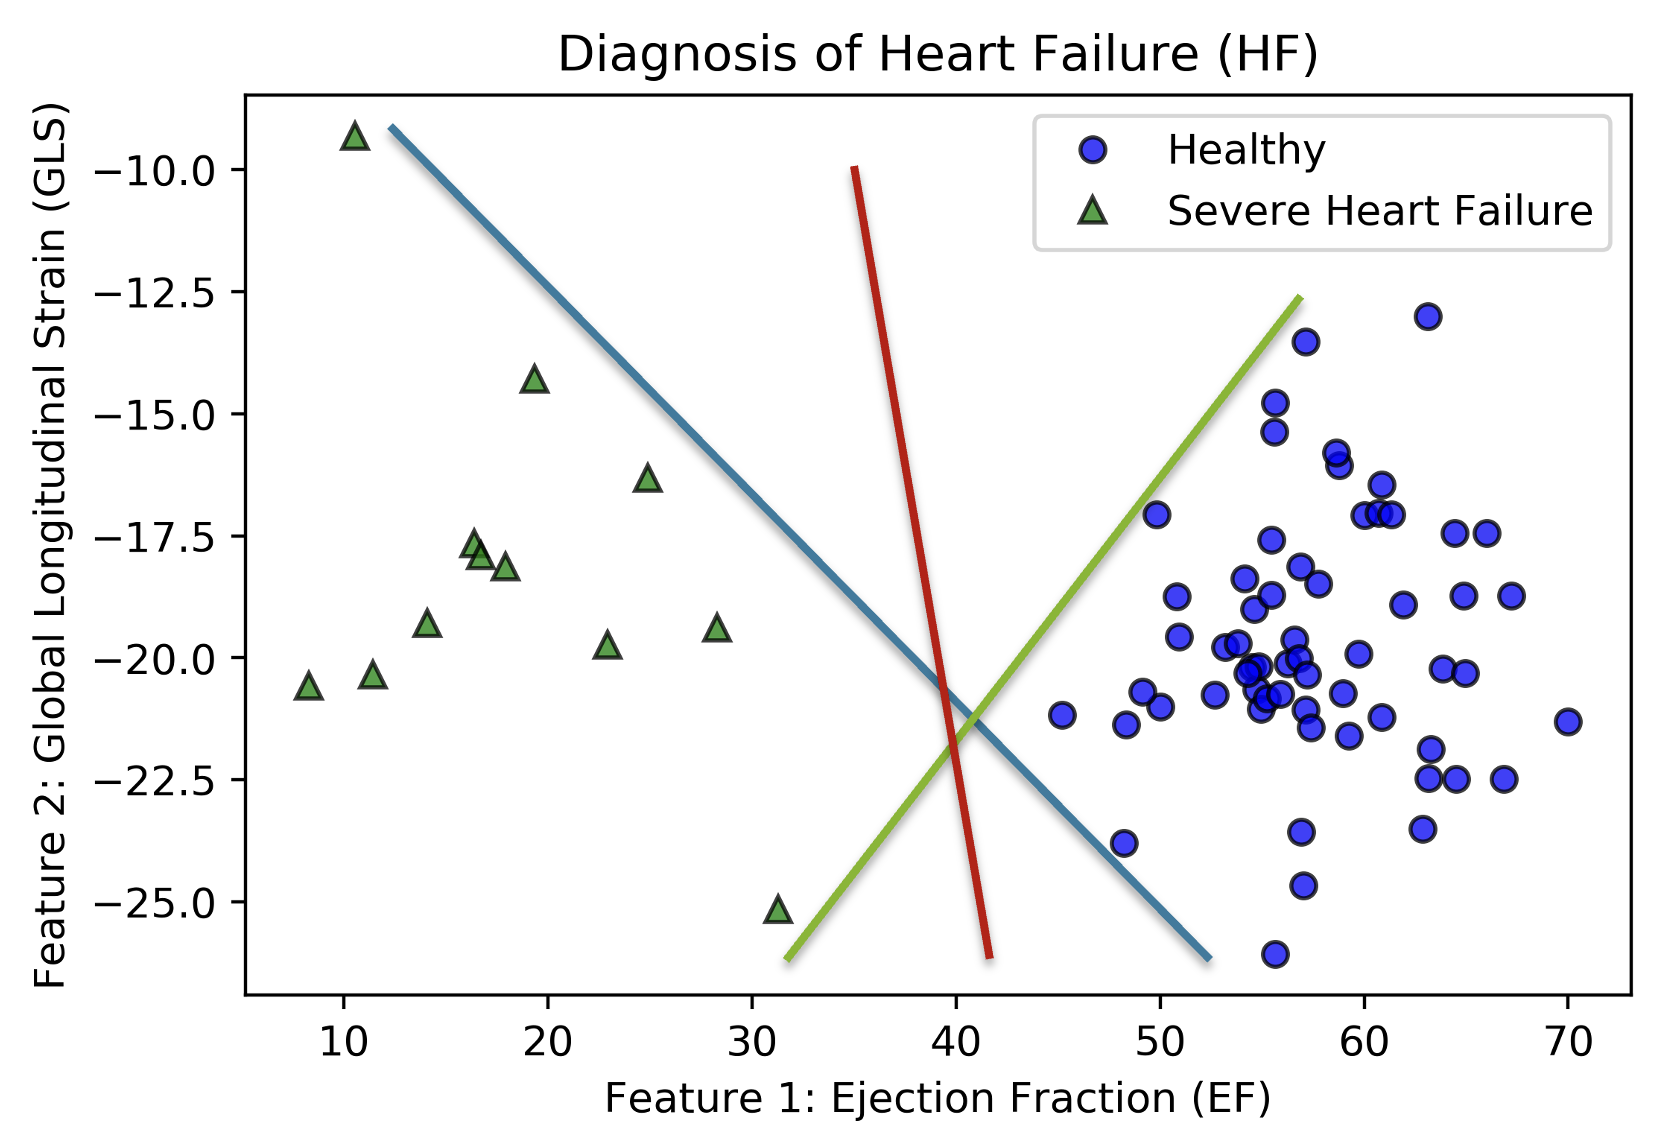 Diagnosis of Heart Failure (HF)
Healthy
Severe Heart Failure
Feature 2: Global Longitudinal Strain (GLS)
−10.0
−12.5
−15.0
−17.5
−20.0
−22.5
−25.0
10 20 30 40 50 60 70
Feature 1: Ejection Fraction (EF)